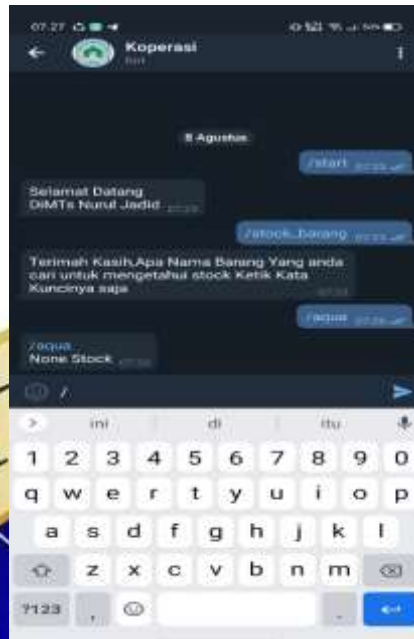 07.27
Koperasi
bot
8 Agustus
/start
Selamat Datang
DiMTs Nurul Jadid
/stock_barang
Terimah Kasih,Apa Nama Barang Yang anda
cari untuk mengetahui stock Ketik Kata
Kuncinya saja
/aqua
/aqua
None Stock
/
ini di itu
1 2 3 4 5 6 7 8 9 0
q w e r t y u i o p
a s d f g h j k l
z x c v b n m
?123 , .